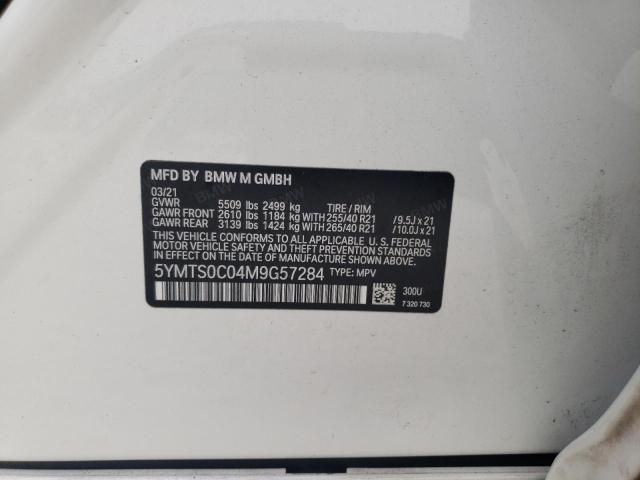 MFD BY BMW M GMBH
03/21
GVWR 5509 lbs 2499 kg TIRE / RIM
GAWR FRONT 2610 lbs 1184 kg WITH 255/40 R21 / 9.5J x 21
GAWR REAR 3139 lbs 1424 kg WITH 265/40 R21 / 10.0J x 21
THIS VEHICLE CONFORMS TO ALL APPLICABLE U. S. FEDERAL
MOTOR VEHICLE SAFETY AND THEFT PREVENTION STANDARDS
IN EFFECT ON THE DATE OF MANUFACTURE SHOWN ABOVE.
5YMTS0C04M9G57284 TYPE: MPV
300U
7 320 730